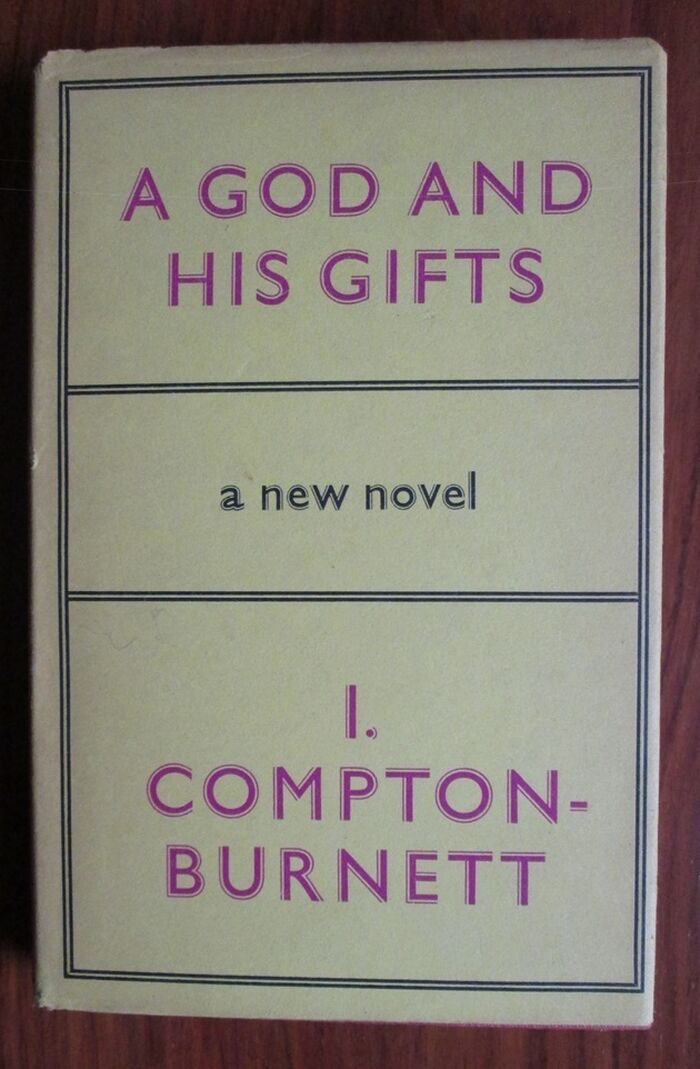 A GOD AND
HIS GIFTS
a new novel
I.
COMPTON-
BURNETT